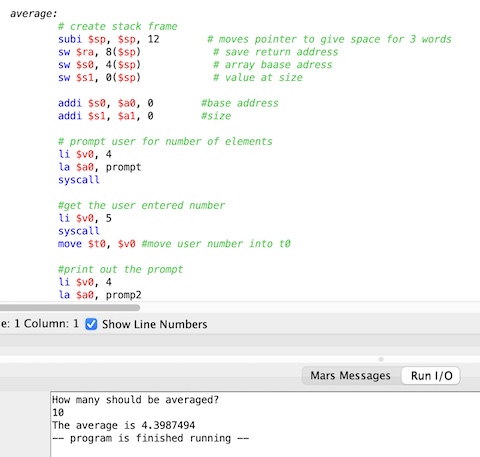 average:
# create stack frame
subi $sp, $sp, 12 # moves pointer to give space for 3 words
sw $ra, 8($sp) # save return address
sw $s0, 4($sp) # array baase adress
sw $s1, 0($sp) # value at size
addi $s0, $a0, 0 #base address
addi $s1, $a1, 0 #size
# prompt user for number of elements
li $v0, 4
la $a0, prompt
syscall
#get the user entered number
li $v0, 5
syscall
move $t0, $v0 #move user number into t0
#print out the prompt
li $v0, 4
la $a0, promp2
e: 1 Column: 1 Show Line Numbers
Mars Messages Run I/O
How many should be averaged?
10
The average is 4.3987494
-- program is finished running --